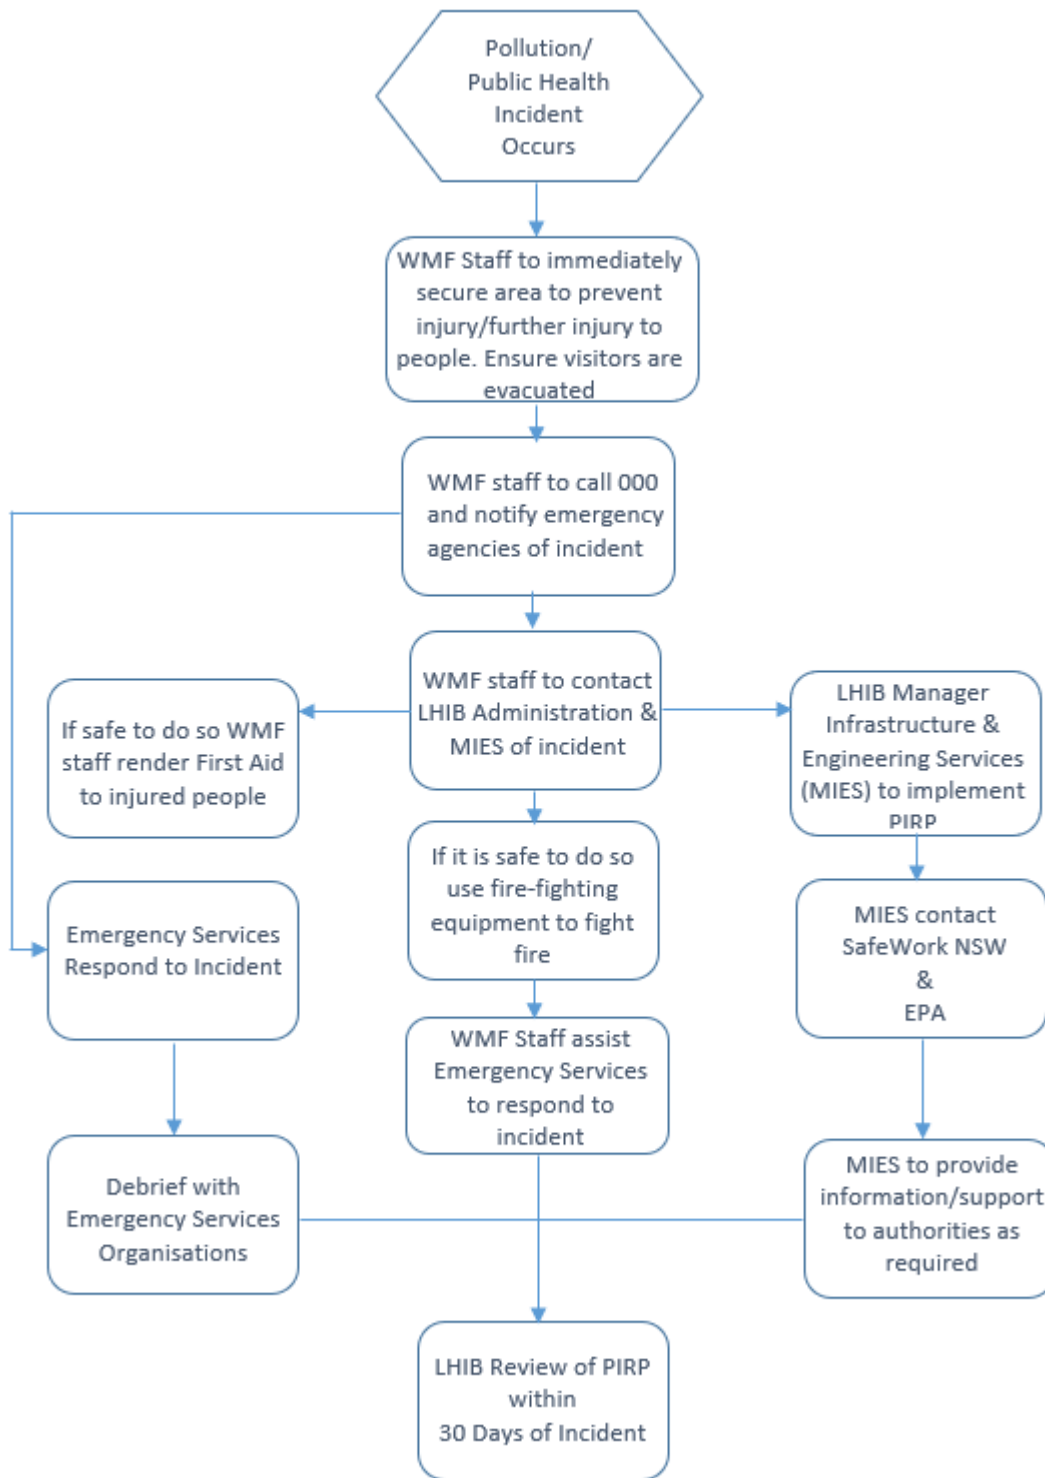 Pollution/
Public Health
Incident
Occurs
WMF Staff to immediately
secure area to prevent
injury/further injury to
people. Ensure visitors are
evacuated
WMF staff to call 000
and notify emergency
agencies of incident
WMF staff to contact
LHIB Administration &
MIES of incident
If safe to do so WMF
staff render First Aid
to injured people
LHIB Manager
Infrastructure &
Engineering Services
(MIES) to implement
PIRP
If it is safe to do so
use fire-fighting
equipment to fight
fire
Emergency Services
Respond to Incident
MIES contact
SafeWork NSW
&
EPA
WMF Staff assist
Emergency Services
to respond to
incident
Debrief with
Emergency Services
Organisations
MIES to provide
information/support
to authorities as
required
LHIB Review of PIRP
within
30 Days of Incident